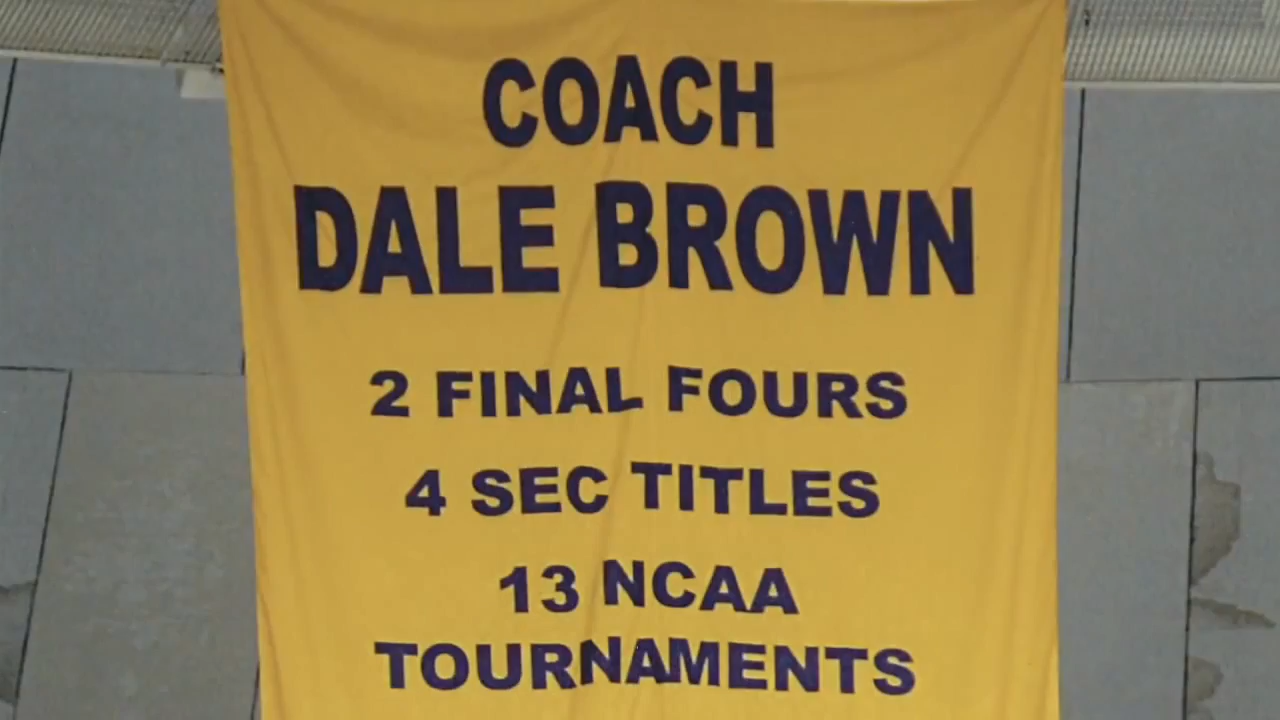 COACH
DALE BROWN
2 FINAL FOURS
4 SEC TITLES
13 NCAA
TOURNAMENTS